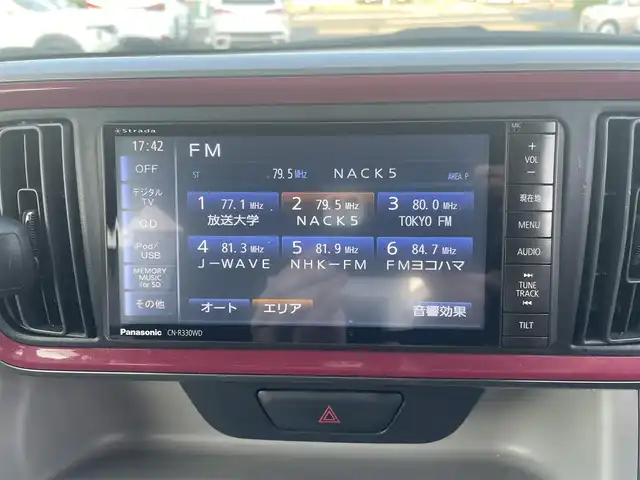 Strada
17:42
FM
ST 79.5 MHz NACK5 AREA P
OFF
デジタル
TV
CD
iPod/
USB
MEMORY
MUSIC
for SD
その他
1 77.1 MHz
放送大学
2 79.5 MHz
NACK5
3 80.0 MHz
TOKYO FM
4 81.3 MHz
J-WAVE
5 81.9 MHz
NHK-FM
6 84.7 MHz
FMヨコハマ
オート
エリア
音響効果
Panasonic CN-R330WD
MIC
+
VOL
−
現在地
MENU
AUDIO
TUNE
TRACK
TILT